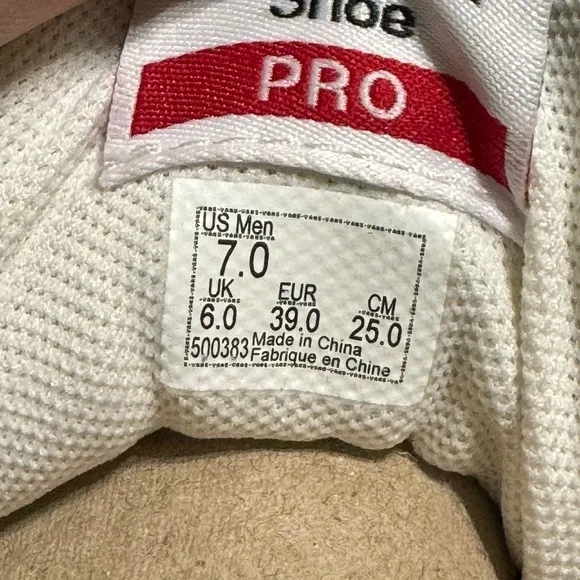 Shoe
PRO
US Men
7.0
UK EUR CM
6.0 39.0 25.0
500383 Made in China
Fabrique en Chine